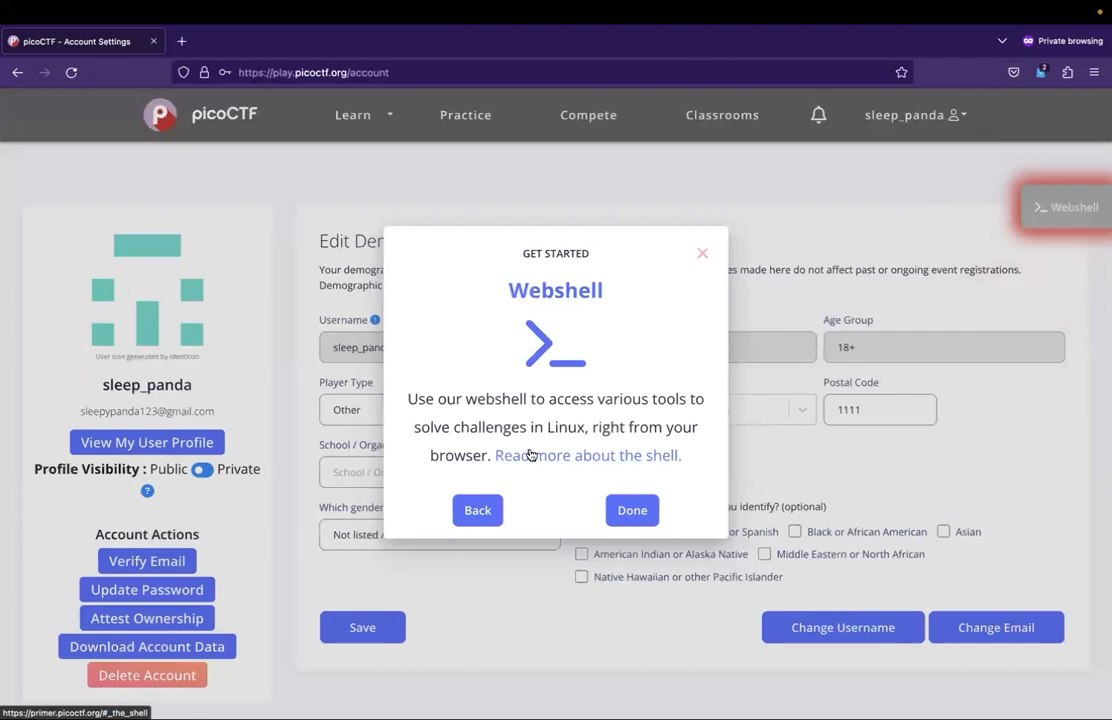 picoCTF - Account Settings
Private browsing
https://play.picoctf.org/account
2
picoCTF
Learn
Practice
Compete
Classrooms
sleep_panda
Webshell
User icon generated by Identicon
sleep_panda
sleepypanda123@gmail.com
View My User Profile
Profile Visibility : Public Private
?
Account Actions
Verify Email
Update Password
Attest Ownership
Download Account Data
Delete Account
Edit De
Your demogra es made here do not affect past or ongoing event registrations.
Demographic
Username
Age Group
sleep_pand
18+
Player Type
Postal Code
Other
1111
School / Orga
School / Or
Which gender
ou identify? (optional)
Not listed
or Spanish
Black or African American
Asian
American Indian or Alaska Native
Middle Eastern or North African
Native Hawaiian or other Pacific Islander
Save
Change Username
Change Email
GET STARTED
Webshell
Use our webshell to access various tools to
solve challenges in Linux, right from your
browser. Read more about the shell.
Back
Done
https://primer.picoctf.org/#_the_shell